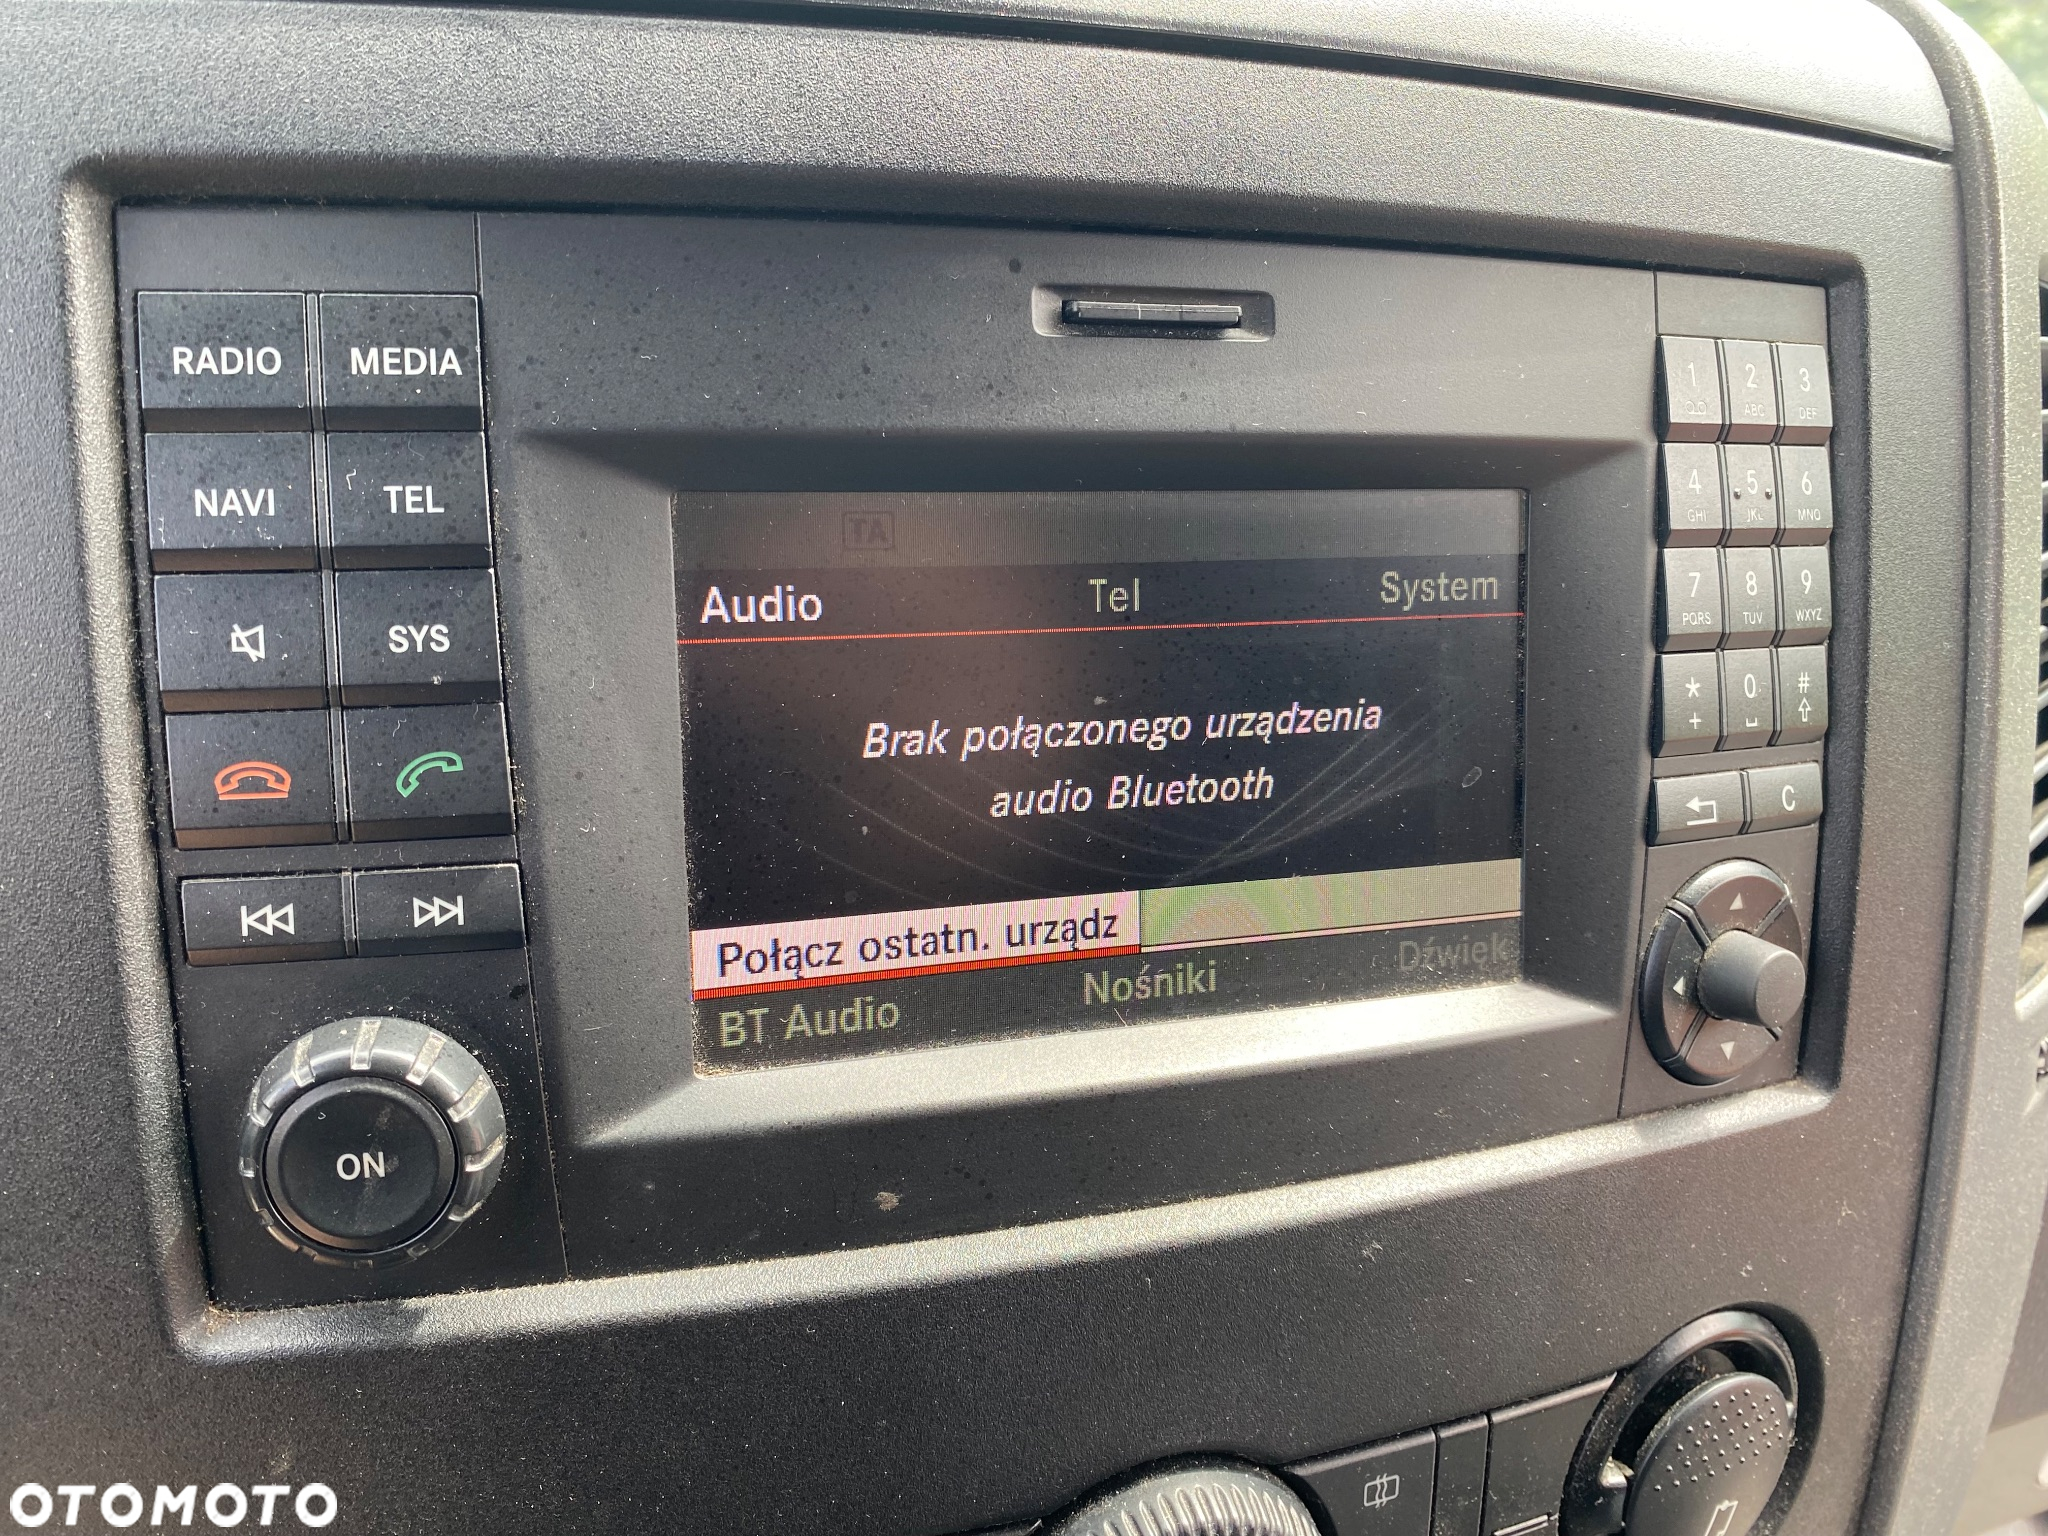 RADIO MEDIA
NAVI TEL
SYS
ON
TA
Audio Tel System
Brak połączonego urządzenia
audio Bluetooth
Połącz ostatn. urządz
BT Audio Nośniki Dźwięk
1 2 3
ABC DEF
4 5 6
GHI JKL MNO
7 8 9
PQRS TUV WXYZ
* 0 #
+
C
OTOMOTO